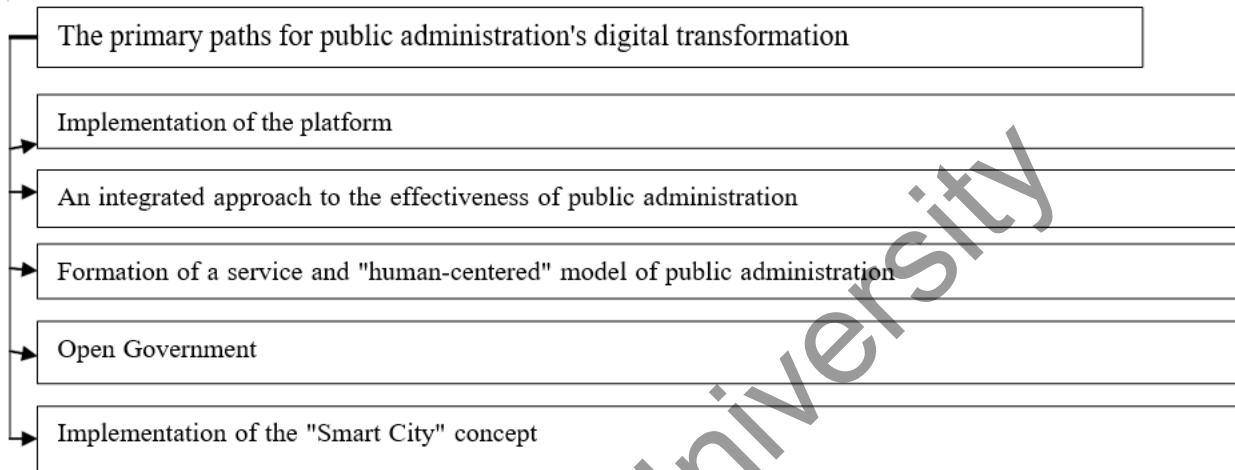 The primary paths for public administration's digital transformation
Implementation of the platform
An integrated approach to the effectiveness of public administration
Formation of a service and "human-centered" model of public administration
Open Government
Implementation of the "Smart City" concept
University